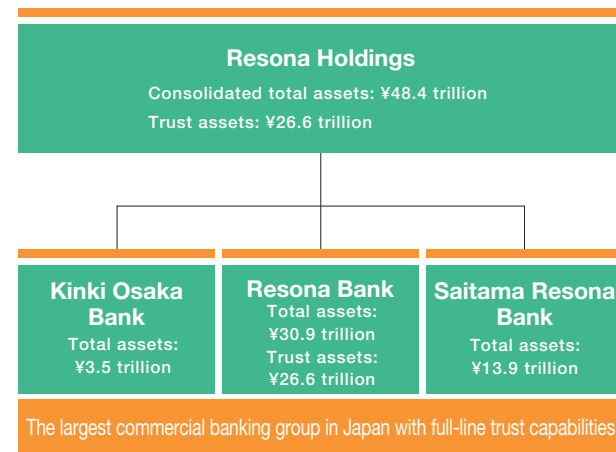 Resona Holdings
Consolidated total assets: ¥48.4 trillion
Trust assets: ¥26.6 trillion
Kinki Osaka
Bank
Total assets:
¥3.5 trillion
Resona Bank
Total assets:
¥30.9 trillion
Trust assets:
¥26.6 trillion
Saitama Resona
Bank
Total assets:
¥13.9 trillion
The largest commercial banking group in Japan with full-line trust capabilities